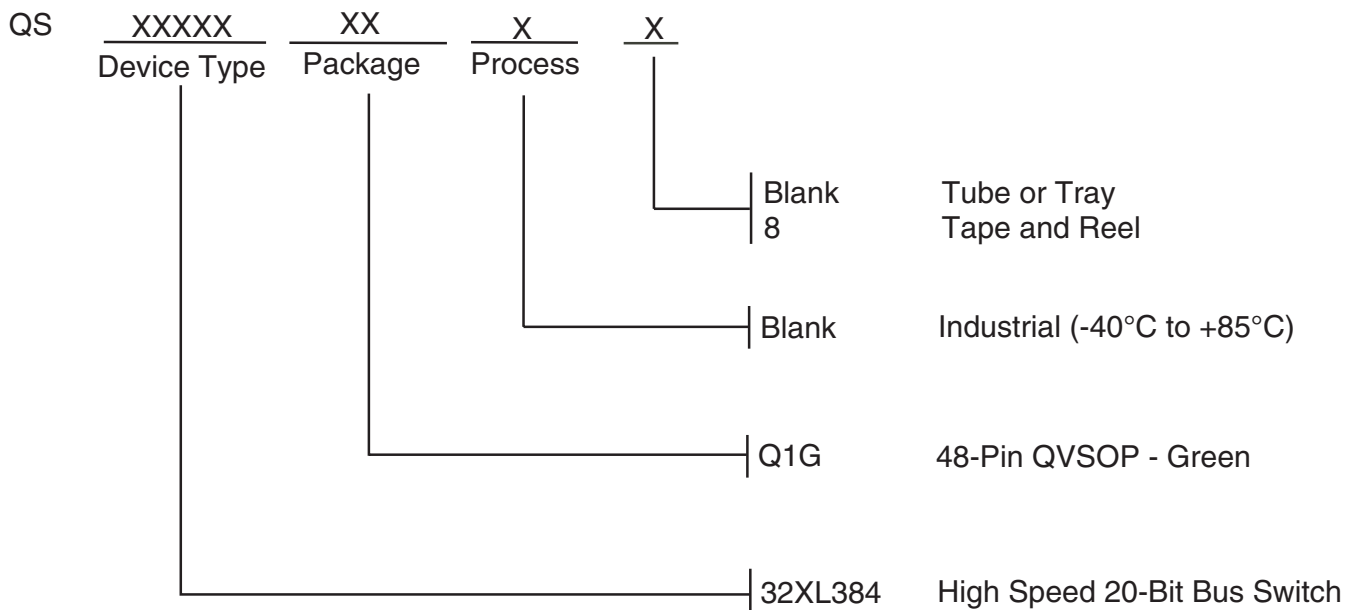 QS XXXXX XX X X
Device Type Package Process
Blank Tube or Tray
8 Tape and Reel
Blank Industrial (-40°C to +85°C)
Q1G 48-Pin QVSOP - Green
32XL384 High Speed 20-Bit Bus Switch